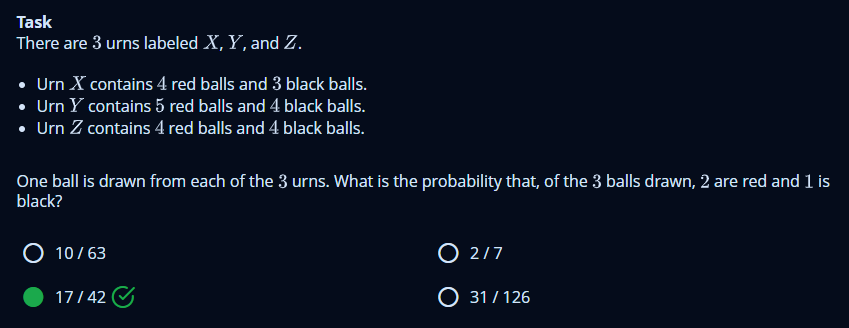 Task
There are 3 urns labeled X, Y, and Z.
• Urn X contains 4 red balls and 3 black balls.
• Urn Y contains 5 red balls and 4 black balls.
• Urn Z contains 4 red balls and 4 black balls.
One ball is drawn from each of the 3 urns. What is the probability that, of the 3 balls drawn, 2 are red and 1 is
black?
10 / 63
2 / 7
17 / 42
31 / 126